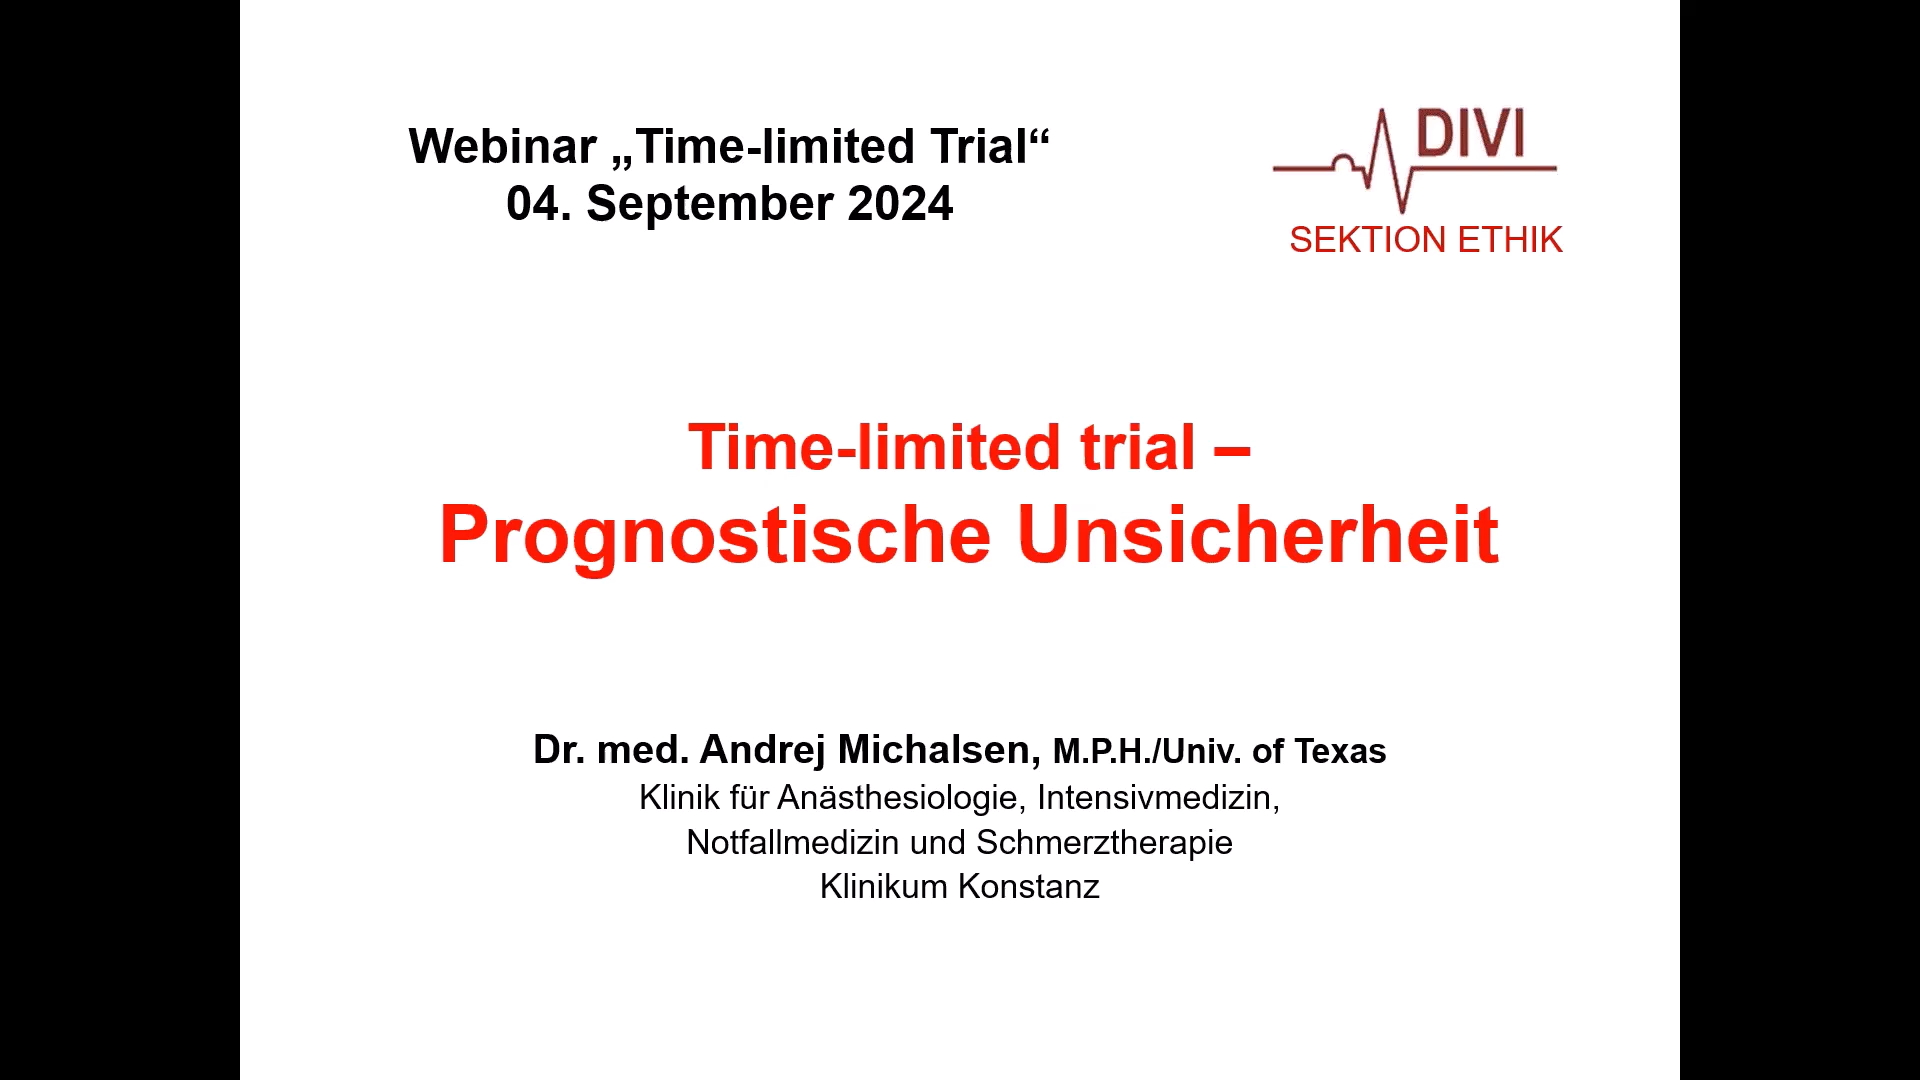 Webinar „Time-limited Trial“
04. September 2024
DIVI
SEKTION ETHIK
Time-limited trial –
Prognostische Unsicherheit
Dr. med. Andrej Michalsen, M.P.H./Univ. of Texas
Klinik für Anästhesiologie, Intensivmedizin,
Notfallmedizin und Schmerztherapie
Klinikum Konstanz